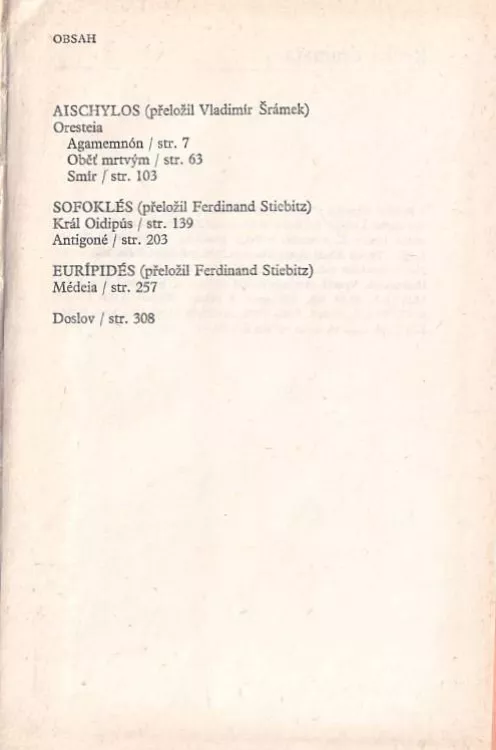 OBSAH
AISCHYLOS (přeložil Vladimír Šrámek)
Oresteia
Agamemnón / str. 7
Oběť mrtvým / str. 63
Smír / str. 103
SOFOKLÉS (přeložil Ferdinand Stiebitz)
Král Oidipús / str. 139
Antigoné / str. 203
EURÍPIDÉS (přeložil Ferdinand Stiebitz)
Médeia / str. 257
Doslov / str. 308